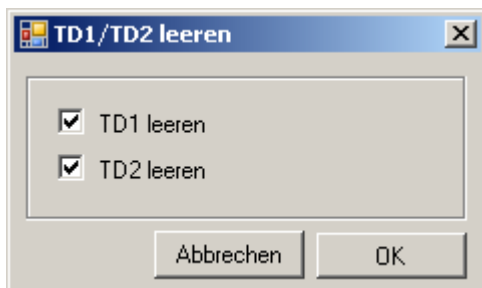 TD1/TD2 leeren
TD1 leeren
TD2 leeren
Abbrechen OK